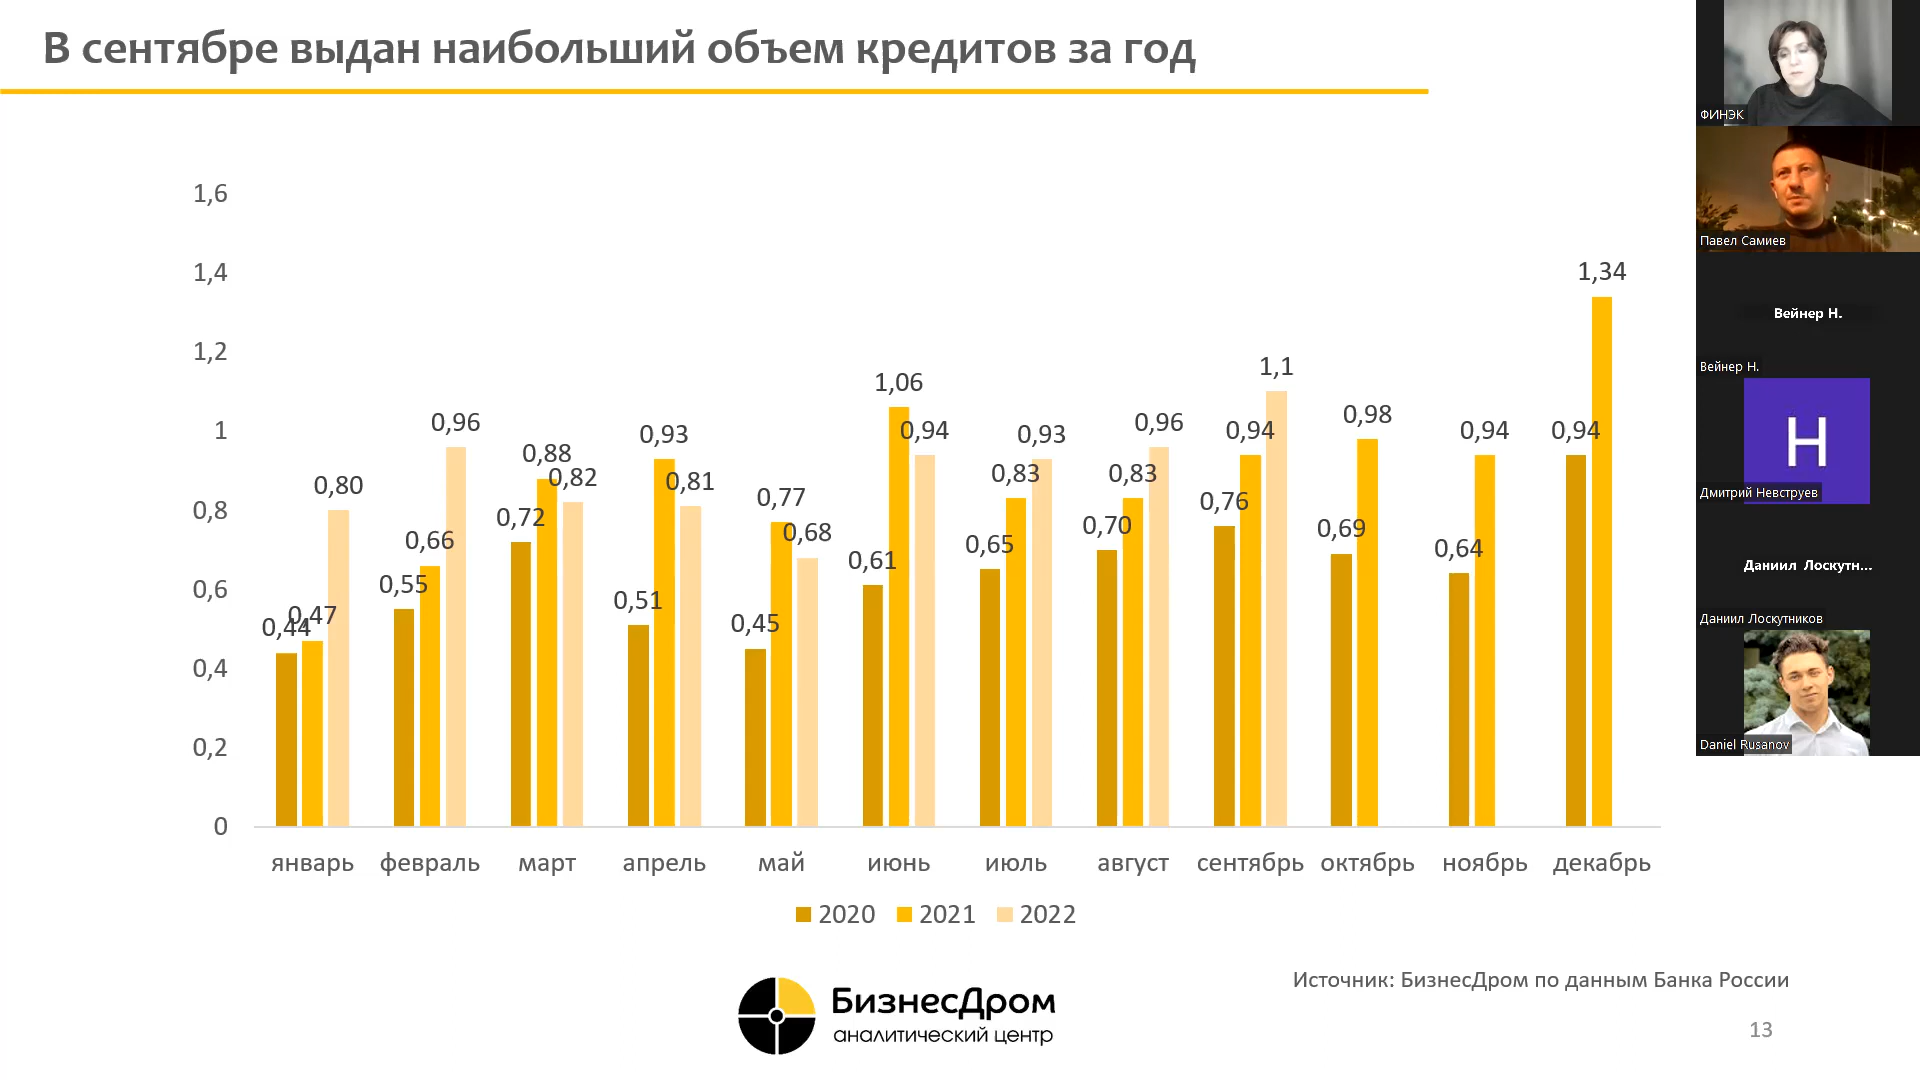 В сентябре выдан наибольший объем кредитов за год
1,6
1,4
1,2
1
0,8
0,6
0,4
0,2
0
0,44 0,47 0,80
0,55 0,66 0,96
0,72 0,88 0,82
0,51 0,93 0,81
0,45 0,77 0,68
0,61 1,06 0,94
0,65 0,83 0,93
0,70 0,83 0,96
0,76 0,94 1,1
0,69 0,98
0,64 0,94
0,94 1,34
январь февраль март апрель май июнь июль август сентябрь октябрь ноябрь декабрь
2020 2021 2022
БизнесДром
аналитический центр
Источник: БизнесДром по данным Банка России
13
ФИНЭК
Павел Самиев
Вейнер Н.
Вейнер Н.
Н
Дмитрий Невструев
Даниил Лоскутн...
Даниил Лоскутников
Daniel Rusanov